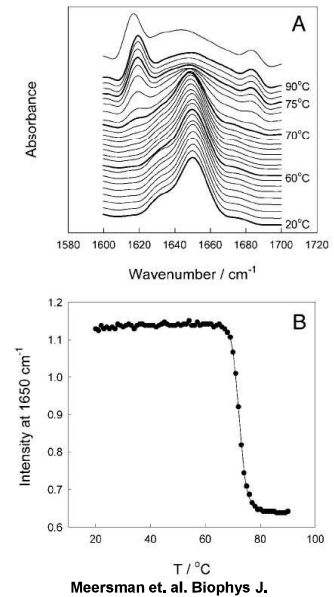 A
Absorbance
90°C
75°C
70°C
60°C
20°C
1580 1600 1620 1640 1660 1680 1700 1720
Wavenumber / cm⁻¹
B
Intensity at 1650 cm⁻¹
1.2
1.1
1.0
0.9
0.8
0.7
0.6
20 40 60 80 100
T / °C
Meersman et. al. Biophys J.